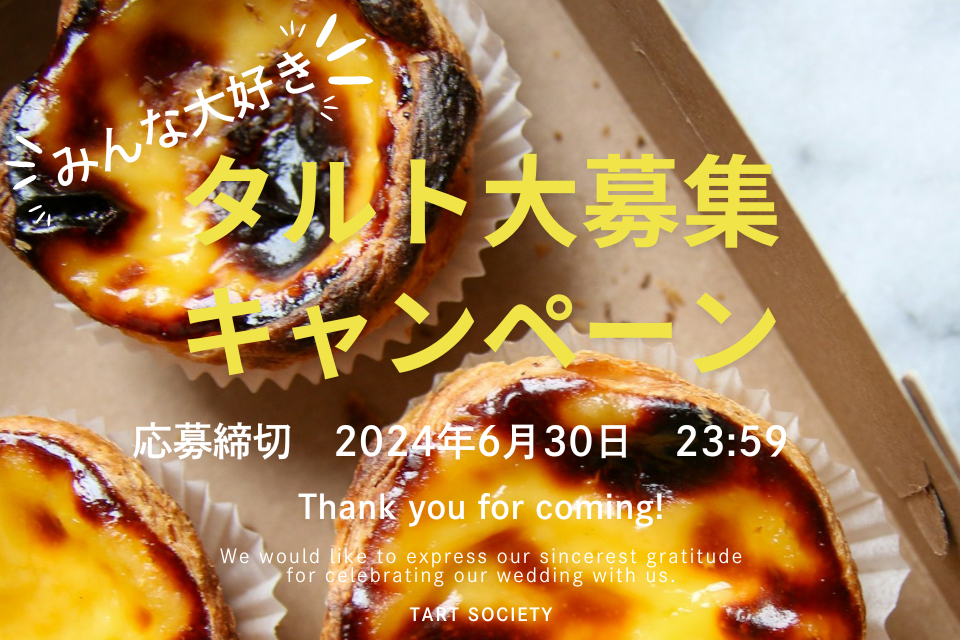 みんな大好き
タルト大募集
キャンペーン
応募締切　2024年6月30日　23:59
Thank you for coming!
We would like to express our sincerest gratitude
for celebrating our wedding with us.
TART SOCIETY